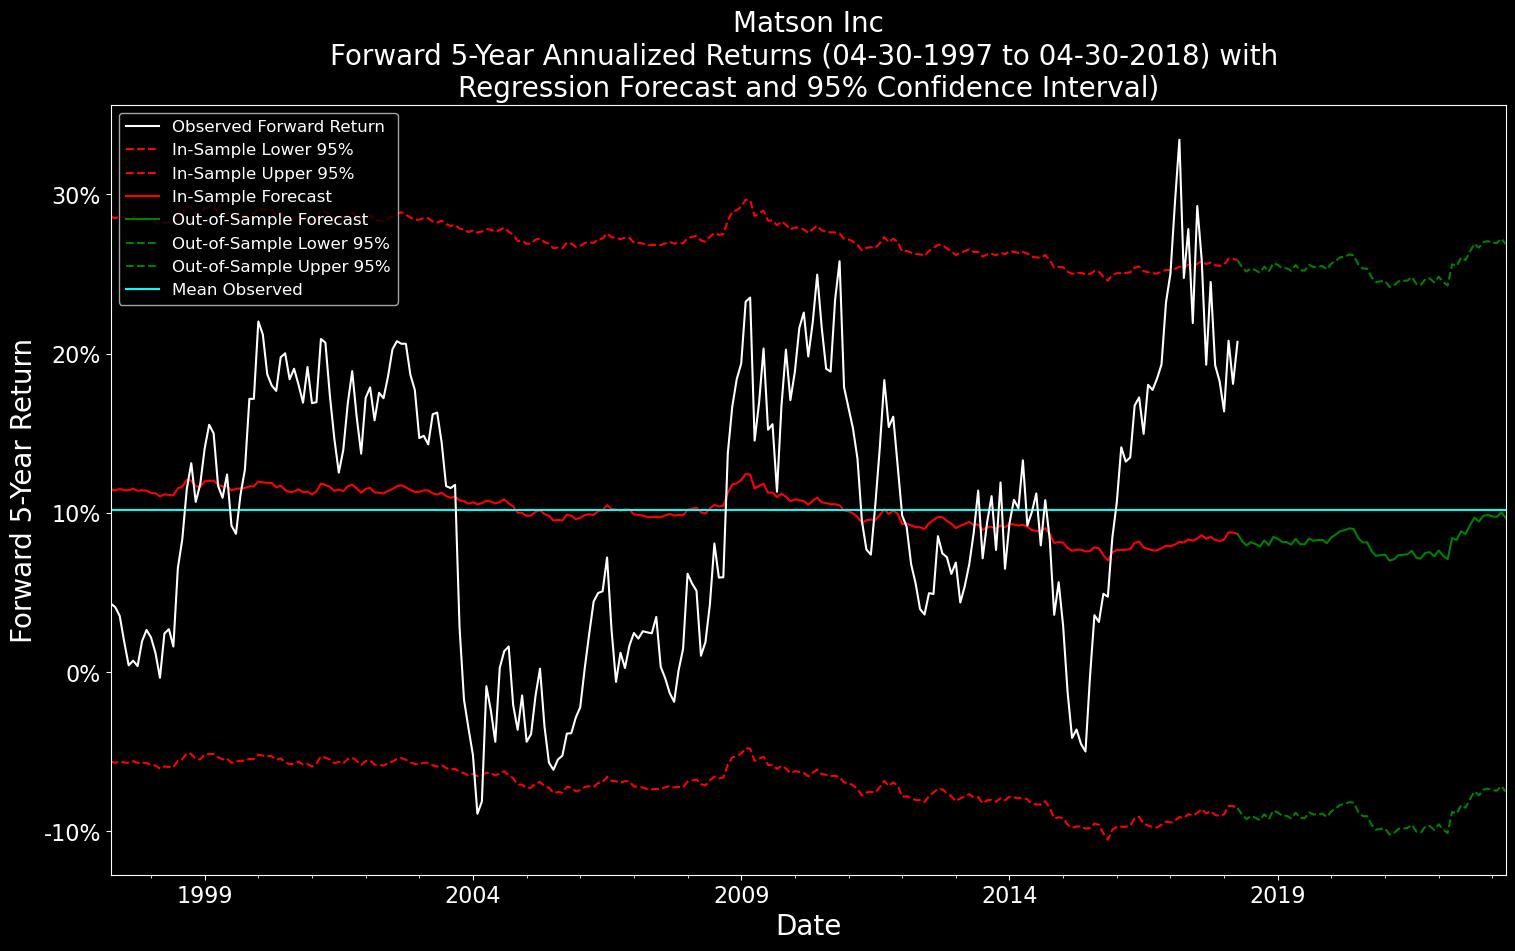 Matson Inc
Forward 5-Year Annualized Returns (04-30-1997 to 04-30-2018) with
Regression Forecast and 95% Confidence Interval)
Observed Forward Return
In-Sample Lower 95%
In-Sample Upper 95%
In-Sample Forecast
Out-of-Sample Forecast
Out-of-Sample Lower 95%
Out-of-Sample Upper 95%
Mean Observed
Forward 5-Year Return
30%
20%
10%
0%
-10%
1999
2004
2009
2014
2019
Date